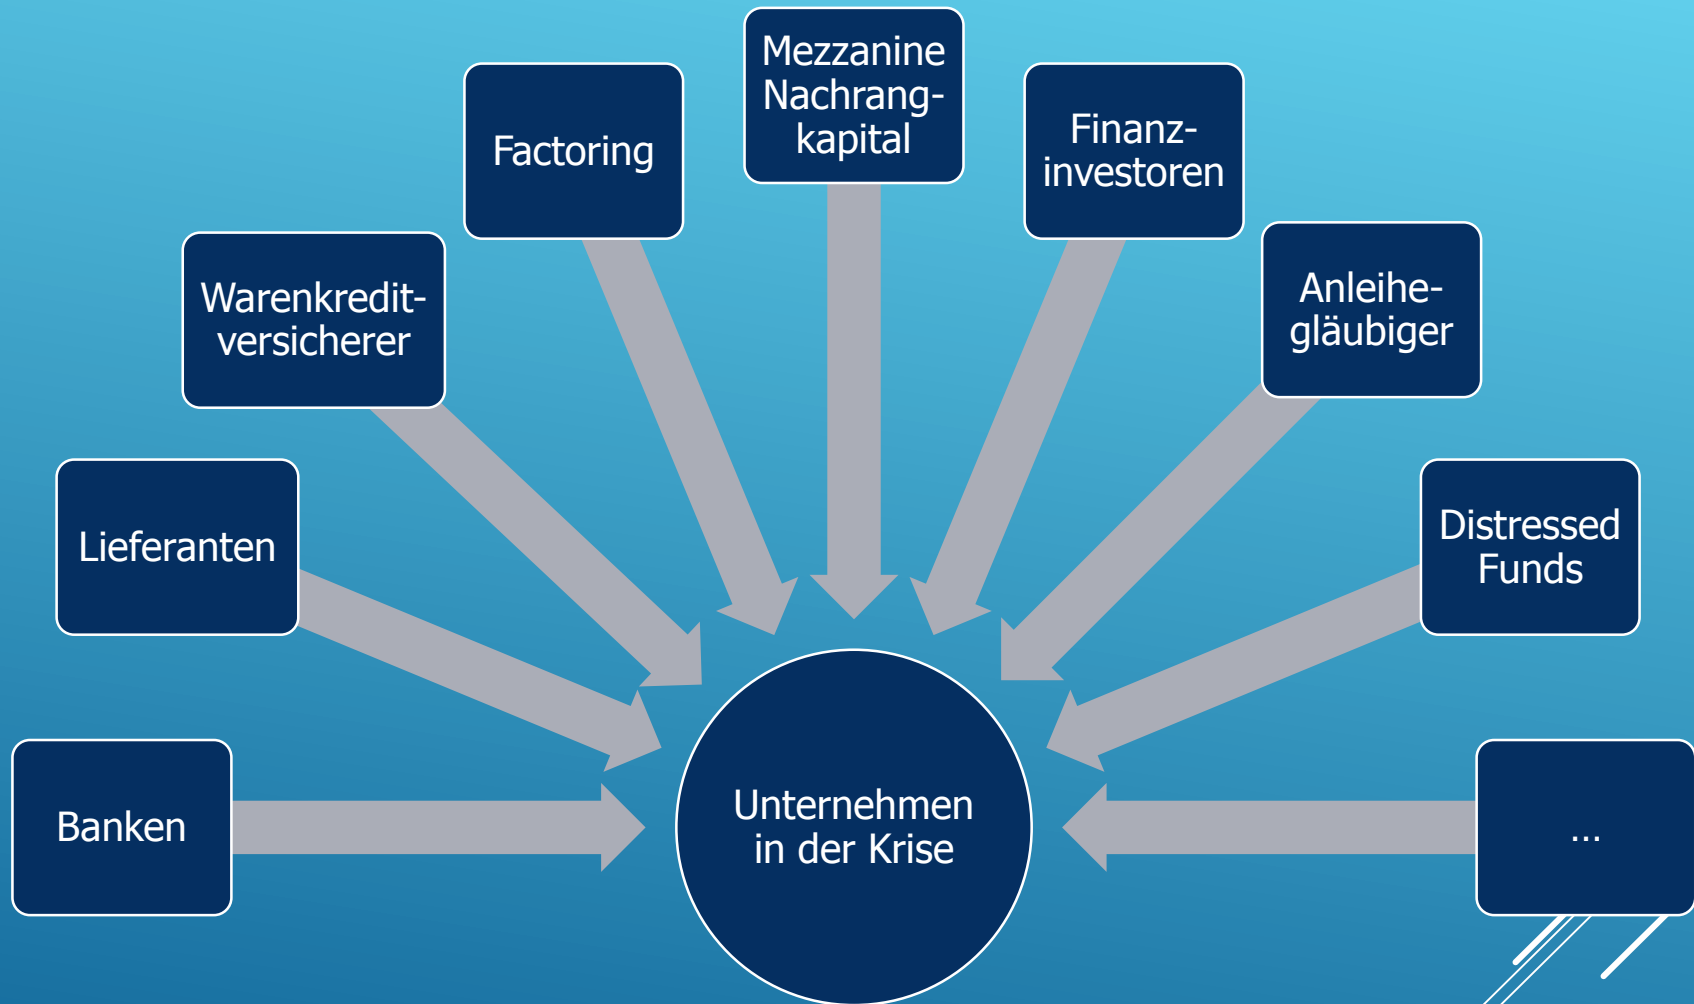 Mezzanine
Nachrang-
kapital
Factoring
Finanz-
investoren
Warenkredit-
versicherer
Anleihe-
gläubiger
Lieferanten
Distressed
Funds
Banken
Unternehmen
in der Krise
...